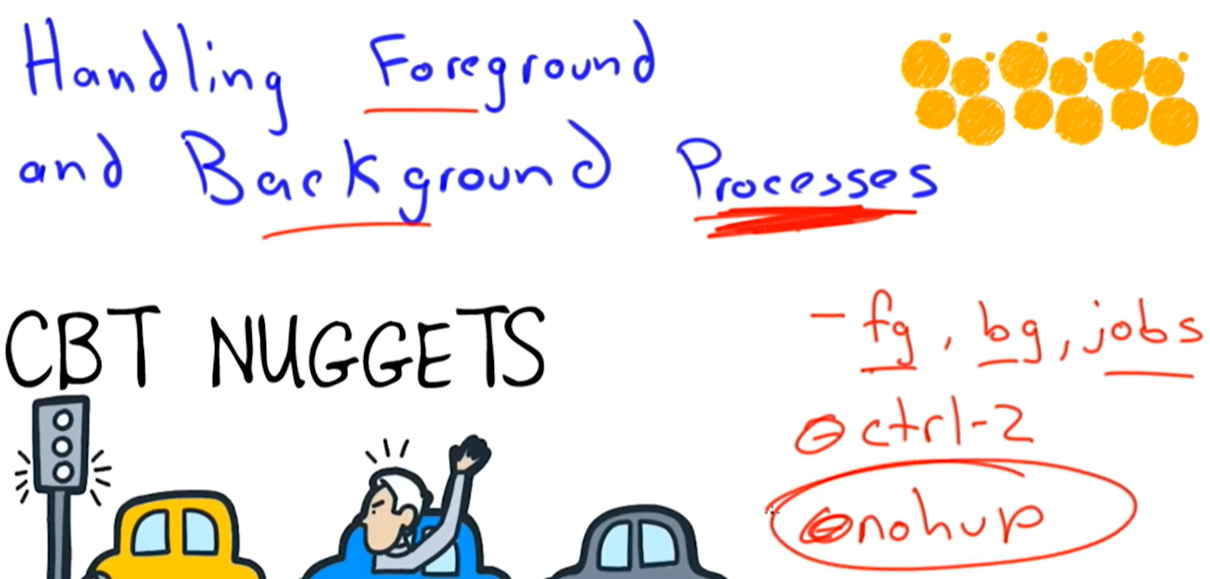 Handling Foreground
and Background Processes
CBT NUGGETS
- fg, bg, jobs
ctrl-z
nohup